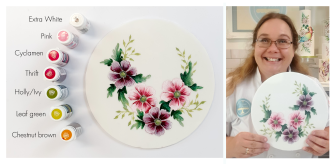 Extra White
Pink
Cyclamen
Thrift
Holly/Ivy
Leaf green
Chestnut brown